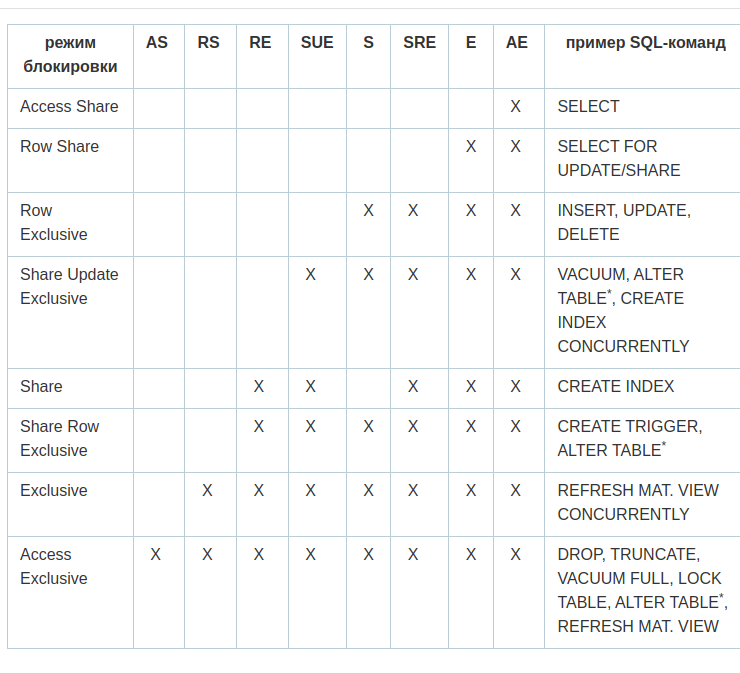 режим блокировки AS RS RE SUE S SRE E AE пример SQL-команд
Access Share X SELECT
Row Share X X SELECT FOR UPDATE/SHARE
Row Exclusive X X X X INSERT, UPDATE, DELETE
Share Update Exclusive X X X X X VACUUM, ALTER TABLE*, CREATE INDEX CONCURRENTLY
Share X X X X X CREATE INDEX
Share Row Exclusive X X X X X X CREATE TRIGGER, ALTER TABLE*
Exclusive X X X X X X X REFRESH MAT. VIEW CONCURRENTLY
Access Exclusive X X X X X X X X DROP, TRUNCATE, VACUUM FULL, LOCK TABLE, ALTER TABLE*, REFRESH MAT. VIEW